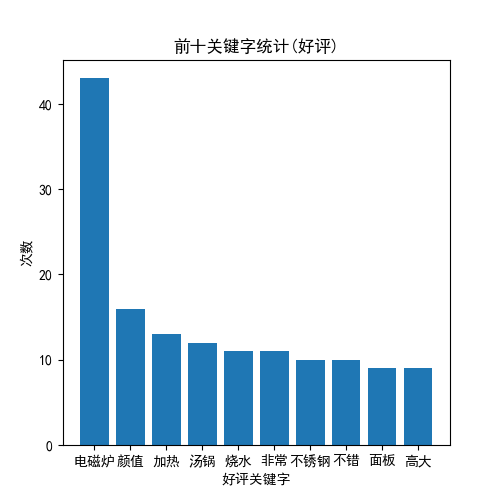 前十关键字统计(好评)
次数
40
30
20
10
0
电磁炉 颜值 加热 汤锅 烧水 非常 不锈钢 不错 面板 高大
好评关键字